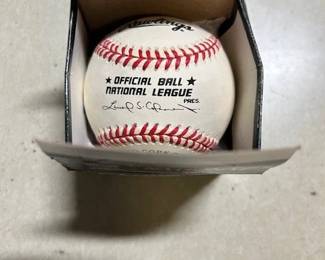 Rawlings
OFFICIAL BALL
NATIONAL LEAGUE
PRES.